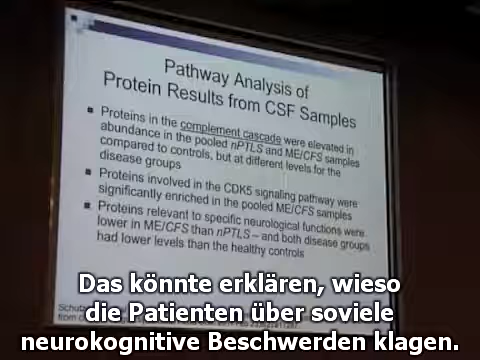 Pathway Analysis of
Protein Results from CSF Samples
Proteins in the complement cascade were elevated in
abundance in the pooled nPTLS and ME/CFS samples
compared to controls, but at different levels for the
disease groups
Proteins involved in the CDK5 signaling pathway were
significantly enriched in the pooled ME/CFS samples
Proteins relevant to specific neurological functions were
lower in ME/CFS than nPTLS – and both disease groups
had lower levels than the healthy controls
Das könnte erklären, wieso
die Patienten über soviele
neurokognitive Beschwerden klagen.